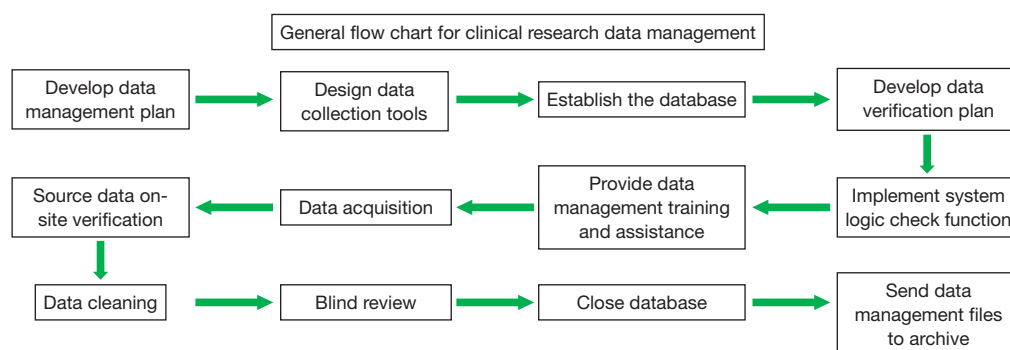 General flow chart for clinical research data management
Develop data
management plan
Design data
collection tools
Establish the database
Develop data
verification plan
Implement system
logic check function
Provide data
management training
and assistance
Data acquisition
Source data on-
site verification
Data cleaning
Blind review
Close database
Send data
management files
to archive